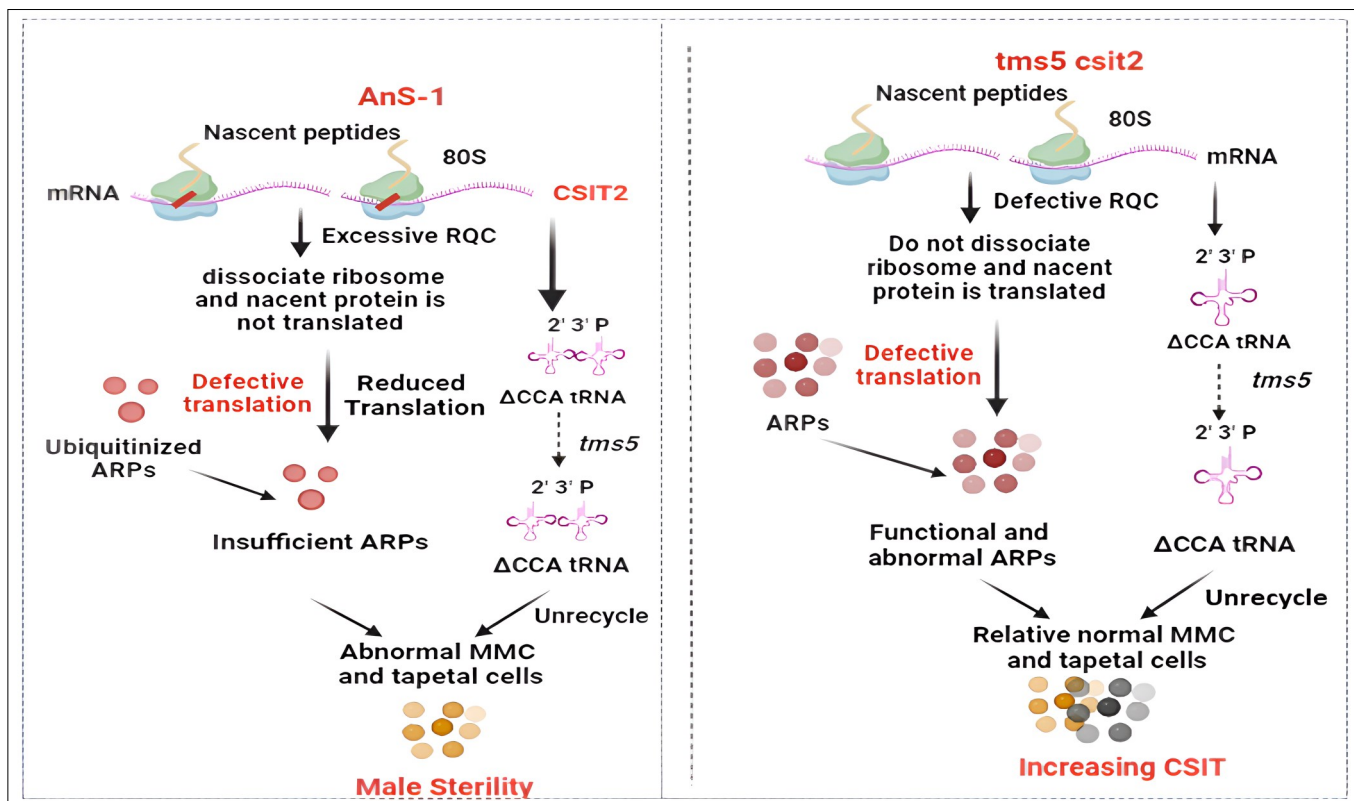 AnS-1
Nascent peptides
80S
mRNA
CSIT2
Excessive RQC
dissociate ribosome
and nacent protein is
not translated
2' 3' P
ΔCCA tRNA
Defective
translation
Reduced
Translation
tms5
Ubiquitinized
ARPs
2' 3' P
Insufficient ARPs
ΔCCA tRNA
Unrecycle
Abnormal MMC
and tapetal cells
Male Sterility
tms5 csit2
Nascent peptides
80S
mRNA
Defective RQC
Do not dissociate
ribosome and nacent
protein is translated
2' 3' P
ΔCCA tRNA
Defective
translation
tms5
ARPs
2' 3' P
Functional and
abnormal ARPs
ΔCCA tRNA
Unrecycle
Relative normal MMC
and tapetal cells
Increasing CSIT